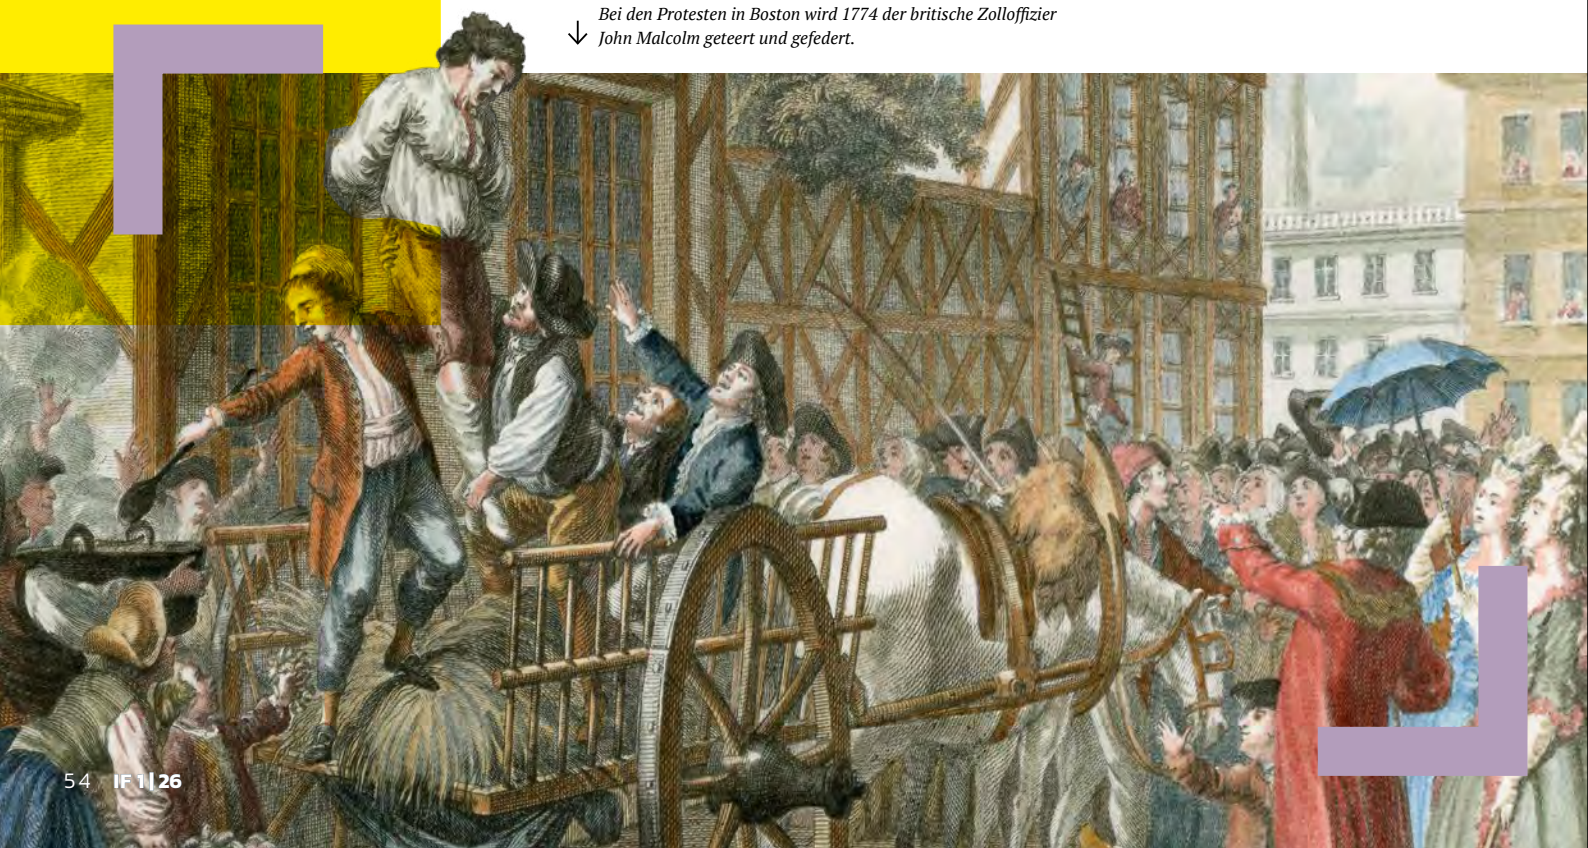 Bei den Protesten in Boston wird 1774 der britische Zolloffizier
John Malcolm geteert und gefedert.
54 IF 1|26